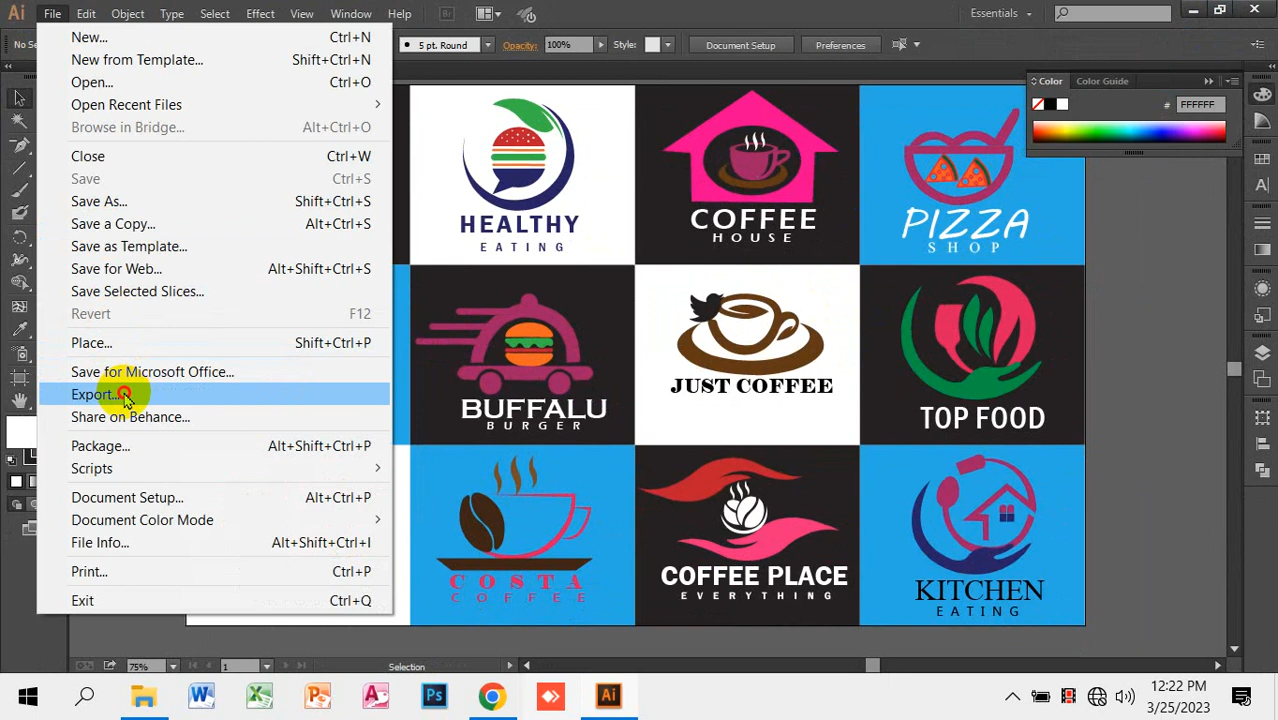 Ai File Edit Object Type Select Effect View Window Help Br Essentials
No Se 5 pt. Round Opacity: 100% Style: Document Setup Preferences
New... Ctrl+N
New from Template... Shift+Ctrl+N
Open... Ctrl+O
Open Recent Files
Browse in Bridge... Alt+Ctrl+O
Close Ctrl+W
Save Ctrl+S
Save As... Shift+Ctrl+S
Save a Copy... Alt+Ctrl+S
Save as Template...
Save for Web... Alt+Shift+Ctrl+S
Save Selected Slices...
Revert F12
Place... Shift+Ctrl+P
Save for Microsoft Office...
Export...
Share on Behance...
Package... Alt+Shift+Ctrl+P
Scripts
Document Setup... Alt+Ctrl+P
Document Color Mode
File Info... Alt+Shift+Ctrl+I
Print... Ctrl+P
Exit Ctrl+Q
Color Color Guide
# FFFFFF
HEALTHY
EATING
COFFEE
HOUSE
PIZZA
SHOP
BUFFALU
BURGER
JUST COFFEE
TOP FOOD
COSTA
COFFEE
COFFEE PLACE
EVERYTHING
KITCHEN
EATING
75% 1 Selection
12:22 PM
3/25/2023